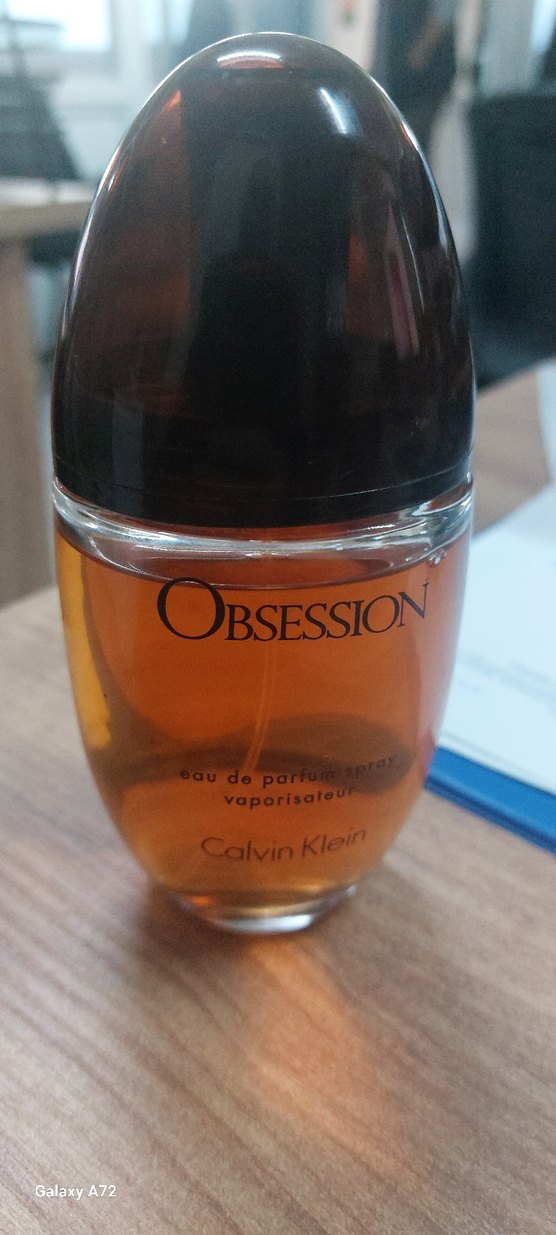 OBSESSION
eau de parfum spray
vaporisateur
Calvin Klein
Galaxy A72